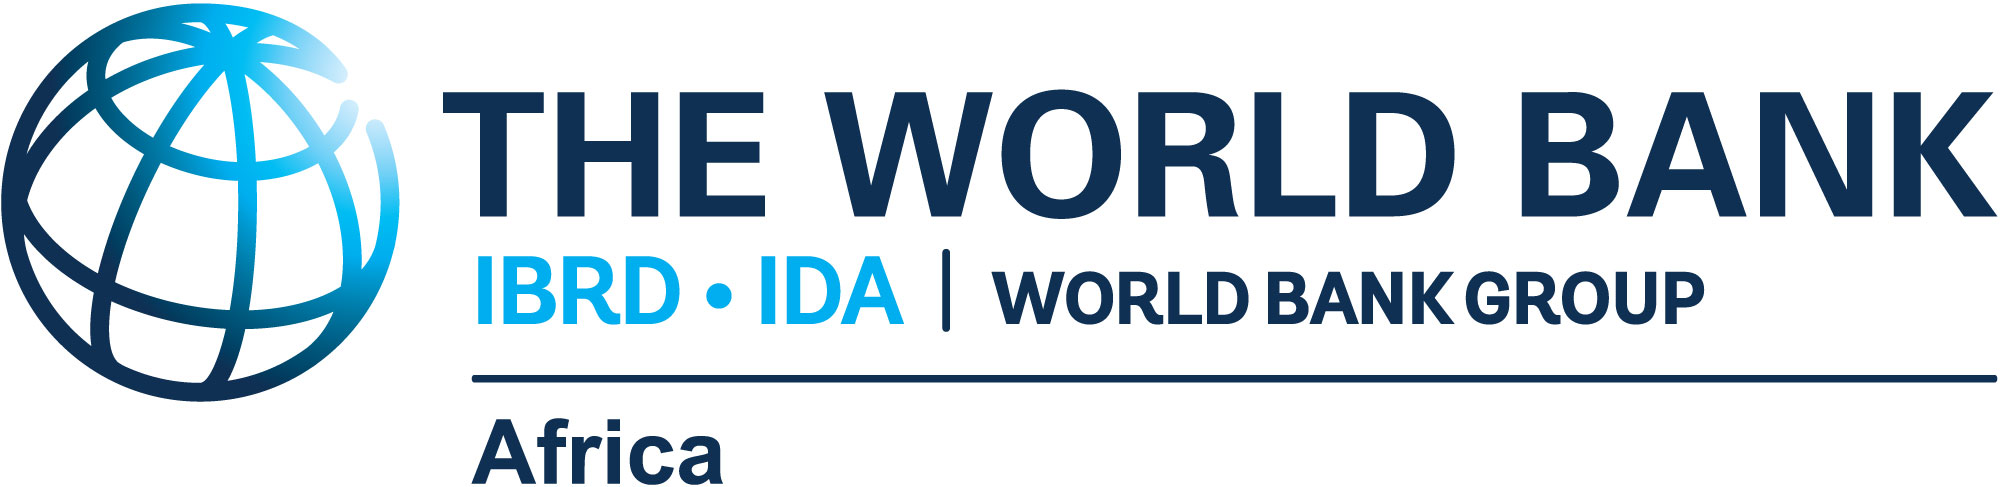 THE WORLD BANK
IBRD • IDA | WORLD BANK GROUP
Africa